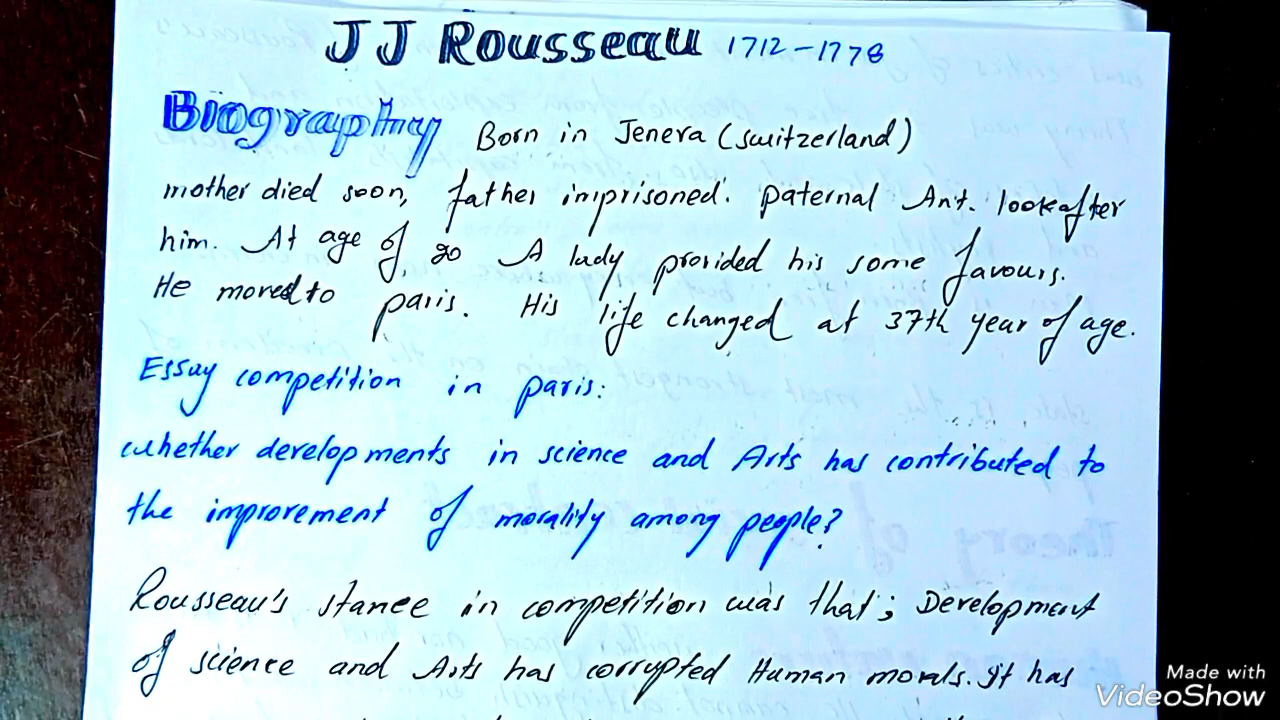 JJ Rousseau 1712-1778
Biography Born in Jenera (switzerland)
mother died soon, father imprisoned. paternal Ant. lookafter
him. At age of 20 A lady provided his some favours.
He moved to paris. His life changed at 37th year of age.
Essay competition in paris:
whether developments in science and Arts has contributed to
the improvement of morality among people?
Rousseau's stance in competition was that; Development
of science and Arts has corrupted Human morals. It has
Made with
VideoShow